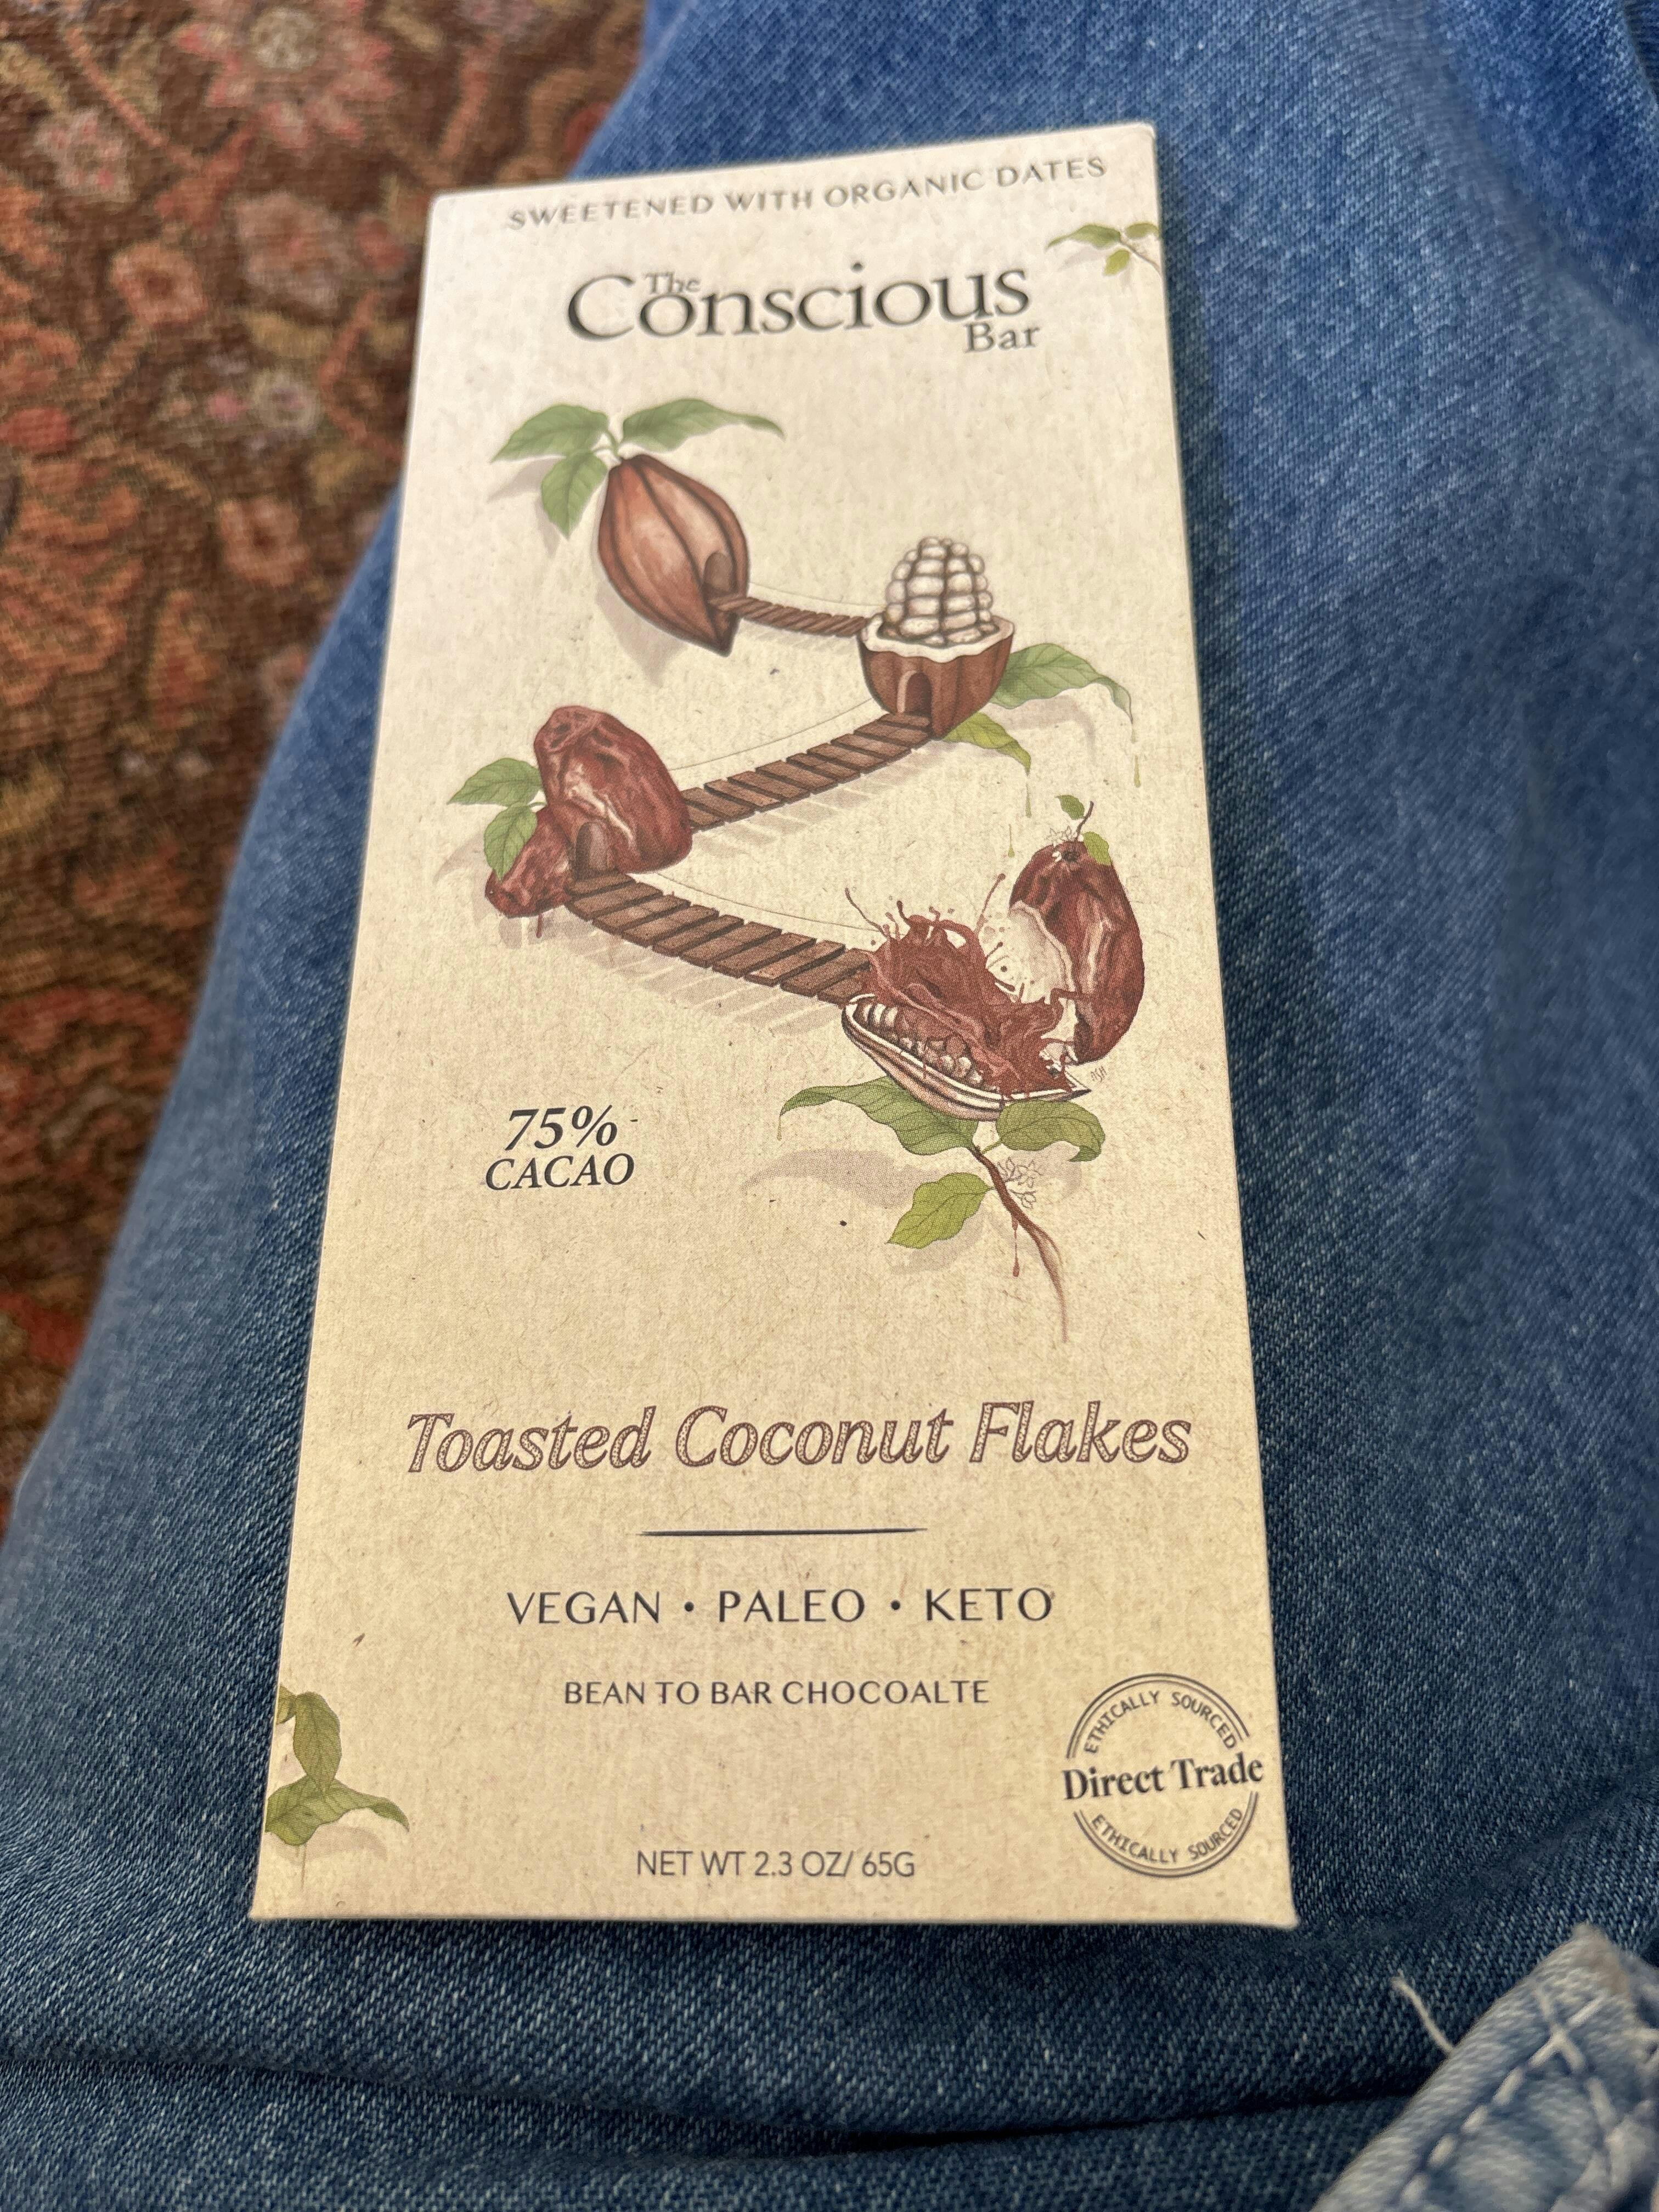 SWEETENED WITH ORGANIC DATES
The
Conscious
Bar
ASH
75%
CACAO
Toasted Coconut Flakes
VEGAN • PALEO • KETO
BEAN TO BAR CHOCOALTE
ETHICALLY SOURCED
Direct Trade
ETHICALLY SOURCED
NET WT 2.3 OZ/ 65G